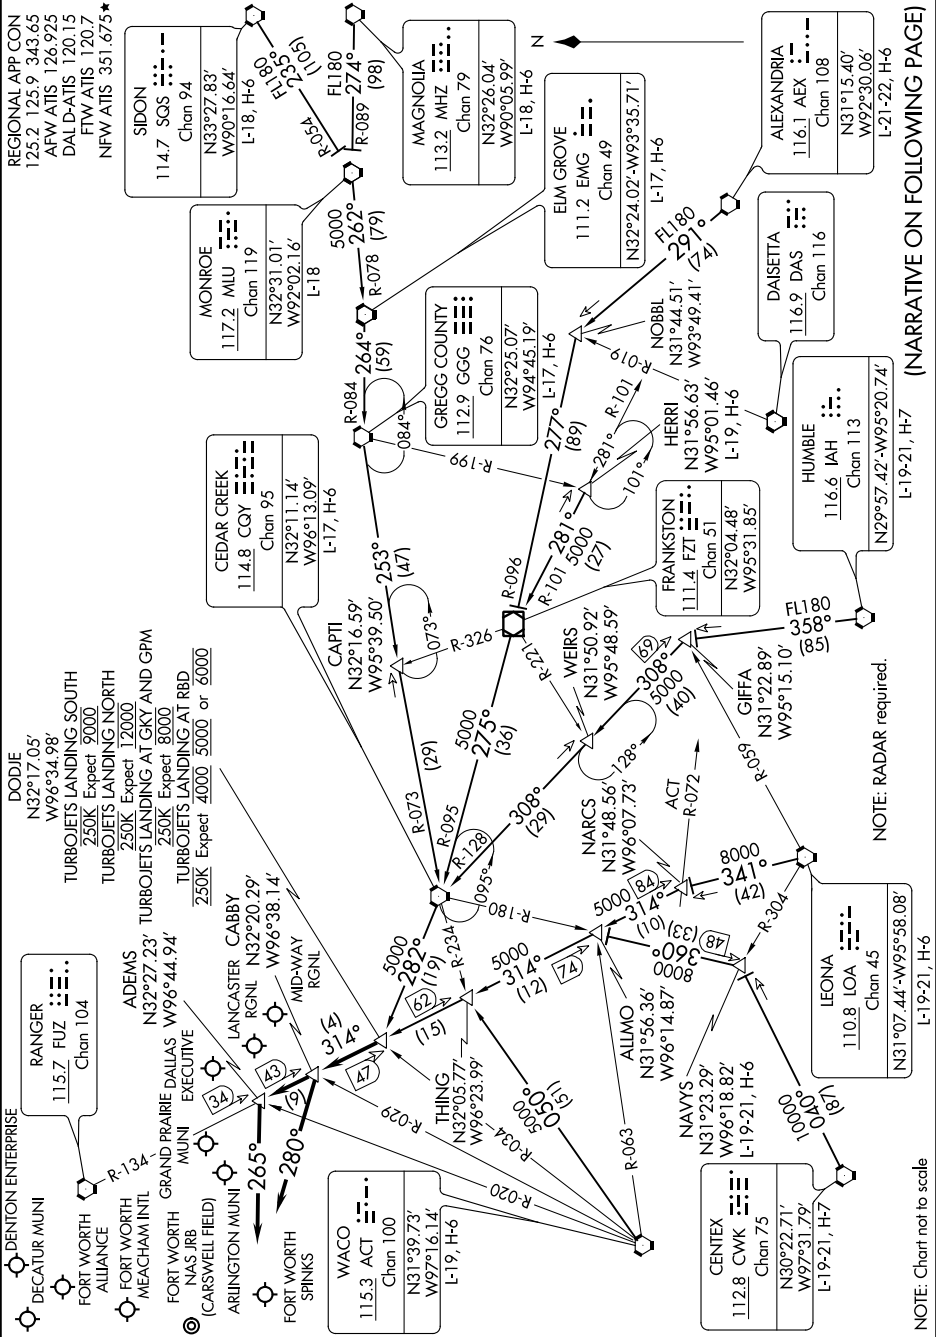 REGIONAL APP CON
125.2 125.9 343.65
AFW ATIS 126.925
DAL D-ATIS 120.15
FTW ATIS 120.7
NFW ATIS 351.675★
SIDON
114.7 SQS
Chan 94
N33°27.83′
W90°16.64′
L-18, H-6
FL180
235°
(105)
R-054
FL180
274°
(98)
R-089
MAGNOLIA
113.2 MHZ
Chan 79
N32°26.04′
W90°05.99′
L-18, H-6
N
ALEXANDRIA
116.1 AEX
Chan 108
N31°15.40′
W92°30.06′
L-21-22, H-6
MONROE
117.2 MLU
Chan 119
N32°31.01′
W92°02.16′
L-18
5000
262°
(79)
R-078
ELM GROVE
111.2 EMG
Chan 49
N32°24.02′-W93°35.71′
L-17, H-6
FL180
291°
(74)
DAISETTA
116.9 DAS
Chan 116
R-084
264°
(59)
084°
GREGG COUNTY
112.9 GGG
Chan 76
N32°25.07′
W94°45.19′
L-17, H-6
NOBBL
N31°44.51′
W93°49.41′
R-019
277°
(89)
R-096
R-199
R-101
281°
101°
HERRI
N31°56.63′
W95°01.46′
L-19, H-6
281°
5000
(27)
R-101
HUMBLE
116.6 IAH
Chan 113
N29°57.42′-W95°20.74′
L-19-21, H-7
FL180
358°
(85)
CEDAR CREEK
114.8 CQY
Chan 95
N32°11.14′
W96°13.09′
L-17, H-6
253°
(47)
CAPTI
N32°16.59′
W95°39.50′
073°
R-326
(29)
R-073
FRANKSTON
111.4 FZT
Chan 51
N32°04.48′
W95°31.85′
R-221
WEIRS
N31°50.92′
W95°48.59′
69
308°
5000
(40)
128°
GIFFA
N31°22.89′
W95°15.10′
R-059
5000
275°
(36)
R-095
308°
(29)
R-128
095°
DODJE
N32°17.05′
W96°34.98′
TURBOJETS LANDING SOUTH
250K Expect 9000
TURBOJETS LANDING NORTH
250K Expect 12000
TURBOJETS LANDING AT GKY AND GPM
250K Expect 8000
TURBOJETS LANDING AT RBD
250K Expect 4000 5000 or 6000
NARCS
N31°48.56′
W96°07.73′
ACT
R-072
8000
341°
(42)
R-304
NOTE: RADAR required.
LEONA
110.8 LOA
Chan 45
N31°07.44′-W95°58.08′
L-19-21, H-6
5000
84
314°
(10)
360°
(33)
8000
48
R-180
R-234
5000
282°
(19)
5000
314°
(12)
74
ALLMO
N31°56.36′
W96°14.87′
NAVYS
N31°23.29′
W96°18.82′
L-19-21, H-6
62
(15)
THING
N32°05.77′
W96°23.99′
(4)
314°
47
CABBY
N32°20.29′
W96°38.14′
MID-WAY
RGNL
LANCASTER
RGNL
ADEMS
N32°27.23′
W96°44.94′
43
(9)
34
RANGER
115.7 FUZ
Chan 104
R-134
265°
280°
R-029
R-034
R-020
R-063
5000
050°
(51)
WACO
115.3 ACT
Chan 100
N31°39.73′
W97°16.14′
L-19, H-6
10000
040°
(87)
CENTEX
112.8 CWK
Chan 75
N30°22.71′
W97°31.79′
L-19-21, H-7
DENTON ENTERPRISE
DECATUR MUNI
FORT WORTH
ALLIANCE
FORT WORTH
MEACHAM INTL
GRAND PRAIRIE
MUNI
DALLAS
EXECUTIVE
FORT WORTH
NAS JRB
(CARSWELL FIELD)
ARLINGTON MUNI
FORT WORTH
SPINKS
NOTE: Chart not to scale
(NARRATIVE ON FOLLOWING PAGE)